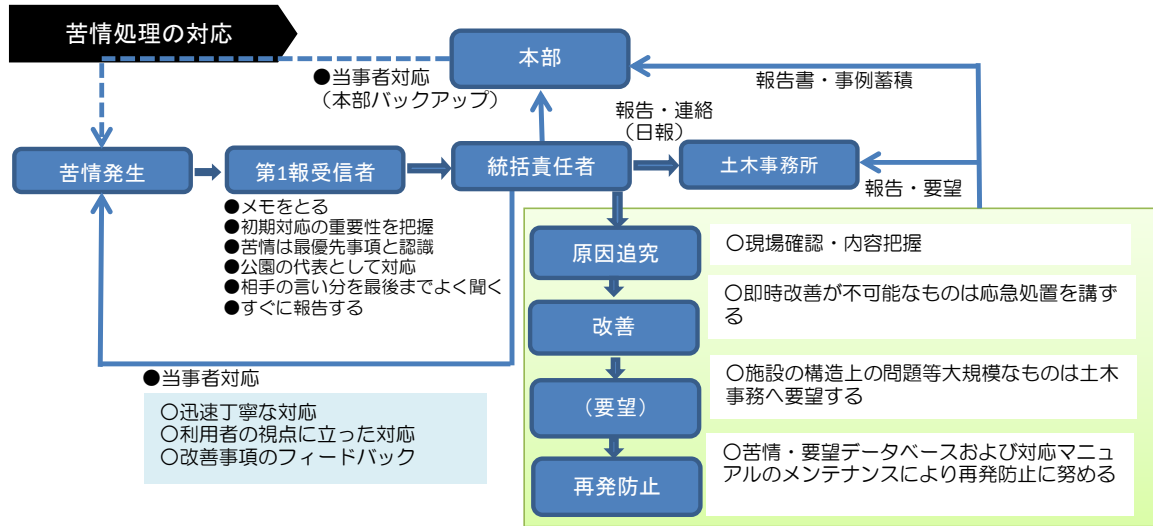 苦情処理の対応
本部
●当事者対応
（本部バックアップ）
報告書・事例蓄積
報告・連絡
（日報）
苦情発生
第1報受信者
統括責任者
土木事務所
報告・要望
●メモをとる
●初期対応の重要性を把握
●苦情は最優先事項と認識
●公園の代表として対応
●相手の言い分を最後までよく聞く
●すぐに報告する
原因追究
〇現場確認・内容把握
改善
〇即時改善が不可能なものは応急処置を講ず
る
（要望）
〇施設の構造上の問題等大規模なものは土木
事務へ要望する
再発防止
〇苦情・要望データベースおよび対応マニュ
アルのメンテナンスにより再発防止に努める
●当事者対応
〇迅速丁寧な対応
〇利用者の視点に立った対応
〇改善事項のフィードバック